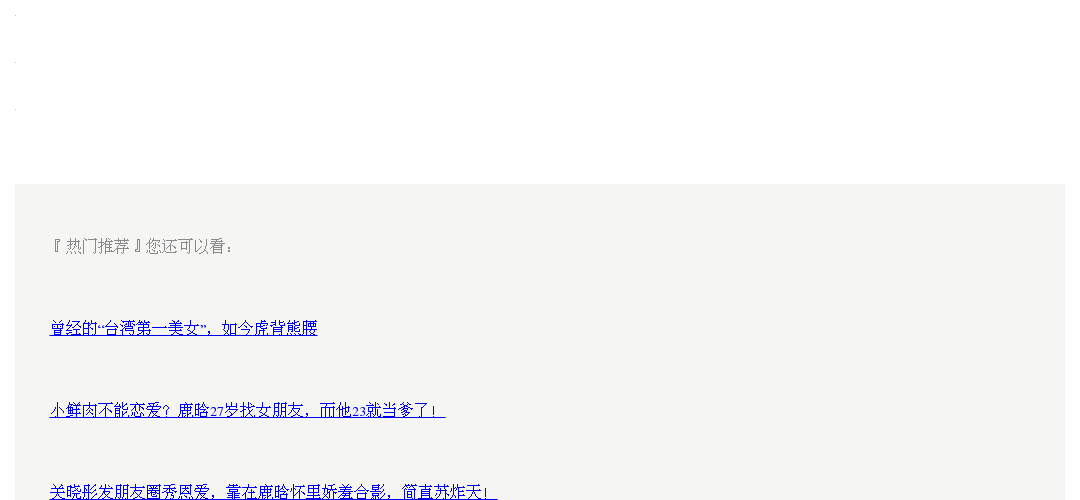 『 热门推荐 』您还可以看：
曾经的“台湾第一美女”，如今虎背熊腰
小鲜肉不能恋爱？鹿晗27岁找女朋友，而他23就当爹了！
关晓彤发朋友圈秀恩爱，靠在鹿晗怀里娇羞合影，简直苏炸天！